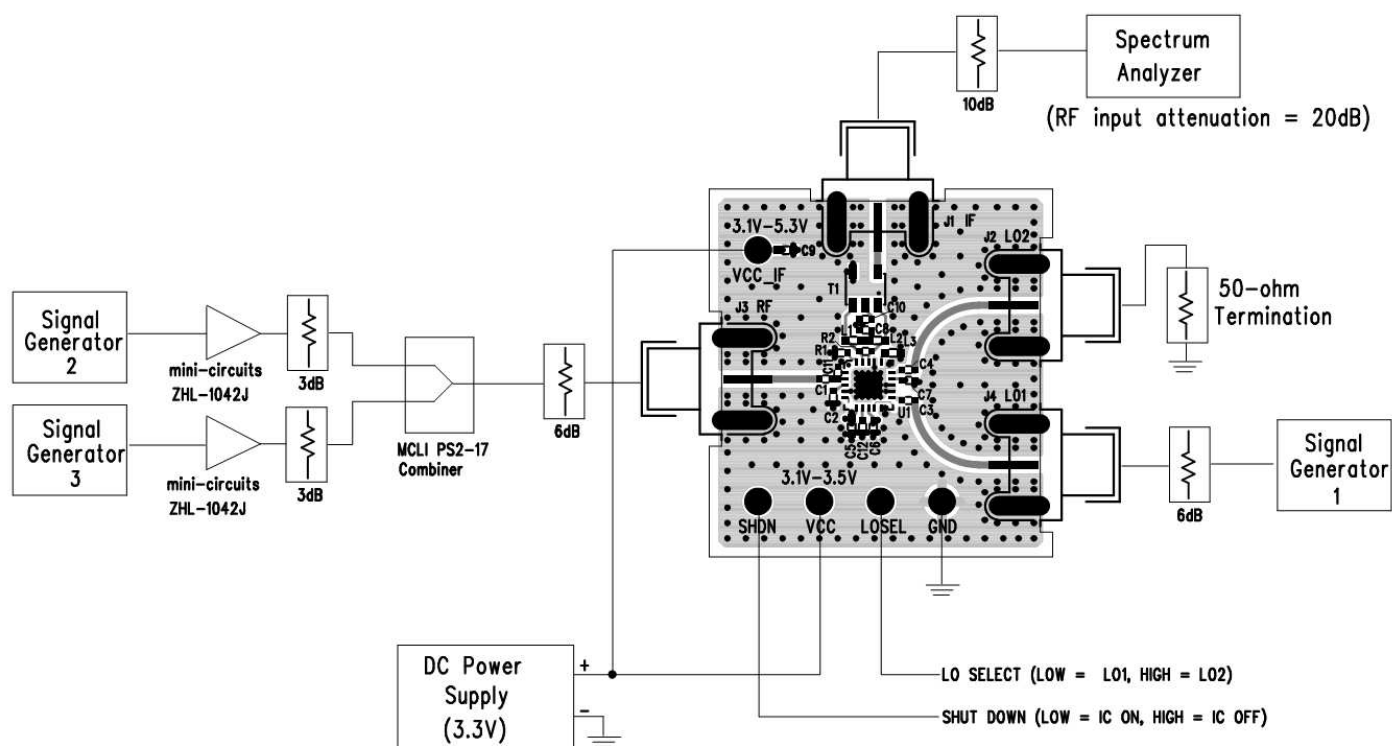 10dB
Spectrum
Analyzer
(RF input attenuation = 20dB)
3.1V-5.3V
C9
VCC_IF
J1 IF
J2 LO2
T1
C10
J3 RF
L1
C8
R2
L2
L3
R1
C11
C4
C1
C7
C2
U1
C3
J4 LO1
C5
C12
C6
3.1V-3.5V
SHDN
VCC
LOSEL
GND
50-ohm
Termination
Signal
Generator
2
mini-circuits
ZHL-1042J
3dB
Signal
Generator
3
mini-circuits
ZHL-1042J
3dB
MCLI PS2-17
Combiner
6dB
6dB
Signal
Generator
1
DC Power
Supply
(3.3V)
+
-
LO SELECT (LOW = LO1, HIGH = LO2)
SHUT DOWN (LOW = IC ON, HIGH = IC OFF)